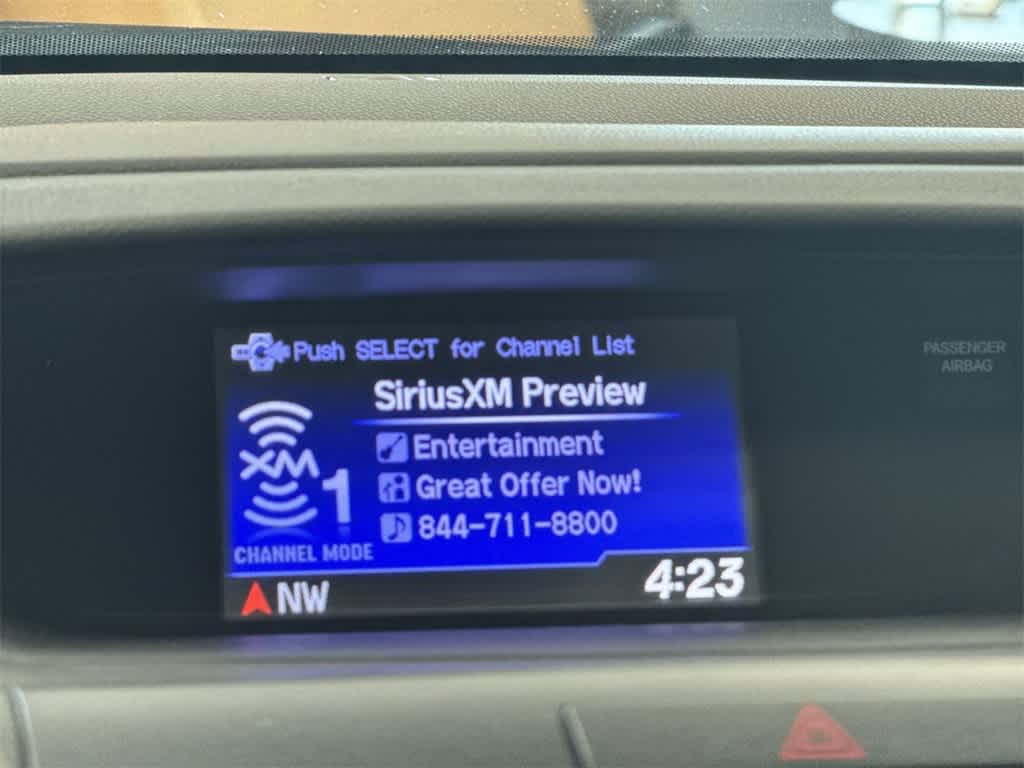 Push SELECT for Channel List
SiriusXM Preview
Entertainment
XM 1
Great Offer Now!
844-711-8800
CHANNEL MODE
NW
4:23
PASSENGER
AIRBAG